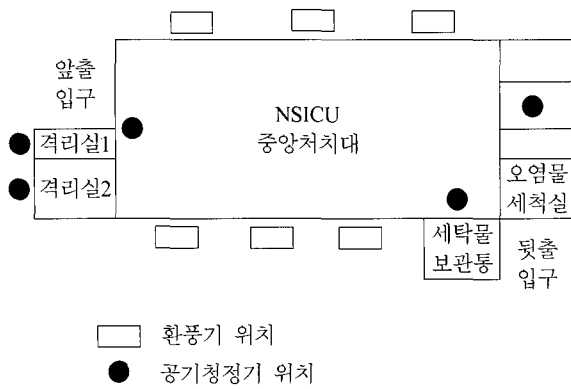 앞출
입구
NSICU
중앙처치대
격리실1
격리실2
오염물
세척실
세탁물
보관통
뒷출
입구
환풍기 위치
공기청정기 위치